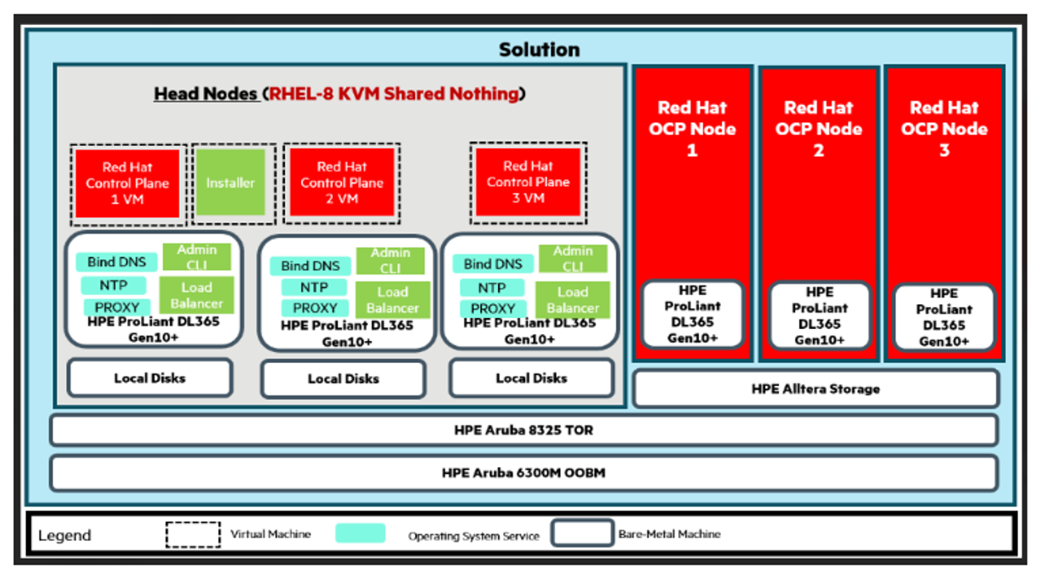 Solution
Head Nodes (RHEL-8 KVM Shared Nothing)
Red Hat
Control Plane
1 VM
Installer
Red Hat
Control Plane
2 VM
Red Hat
Control Plane
3 VM
Bind DNS
Admin
CLI
NTP
Load
Balancer
PROXY
HPE ProLiant DL365
Gen10+
Bind DNS
Admin
CLI
NTP
Load
Balancer
PROXY
HPE ProLiant DL365
Gen10+
Bind DNS
Admin
CLI
NTP
Load
Balancer
PROXY
HPE ProLiant DL365
Gen10+
Local Disks
Local Disks
Local Disks
Red Hat
OCP Node
1
HPE
ProLiant
DL365
Gen10+
Red Hat
OCP Node
2
HPE
ProLiant
DL365
Gen10+
Red Hat
OCP Node
3
HPE
ProLiant
DL365
Gen10+
HPE Alltera Storage
HPE Aruba 8325 TOR
HPE Aruba 6300M OOBM
Legend
Virtual Machine
Operating System Service
Bare-Metal Machine